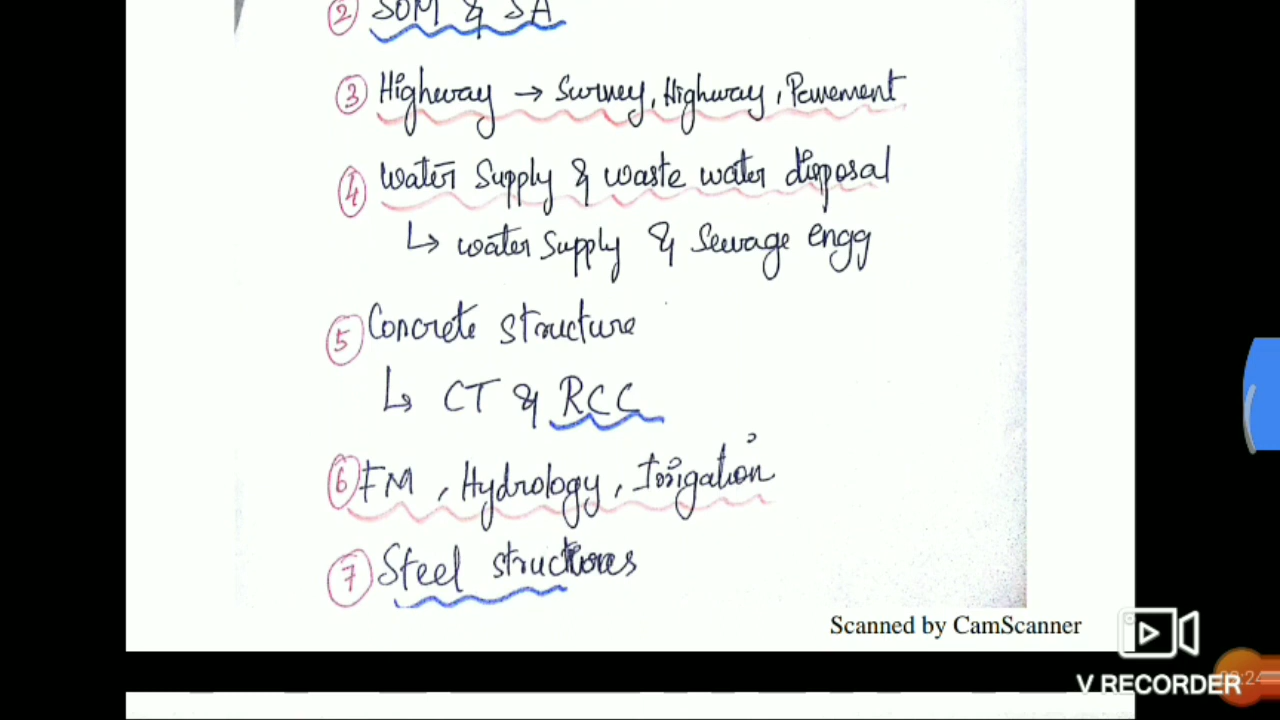 ② SOM & SA
③ Highway → Survey, Highway, Pavement
④ Water Supply & waste water disposal
↳ water Supply & Sewage engg
⑤ Concrete structure
↳ CT & RCC
⑥ FM, Hydrology, Irrigation
⑦ Steel structures
Scanned by CamScanner
V RECORDER